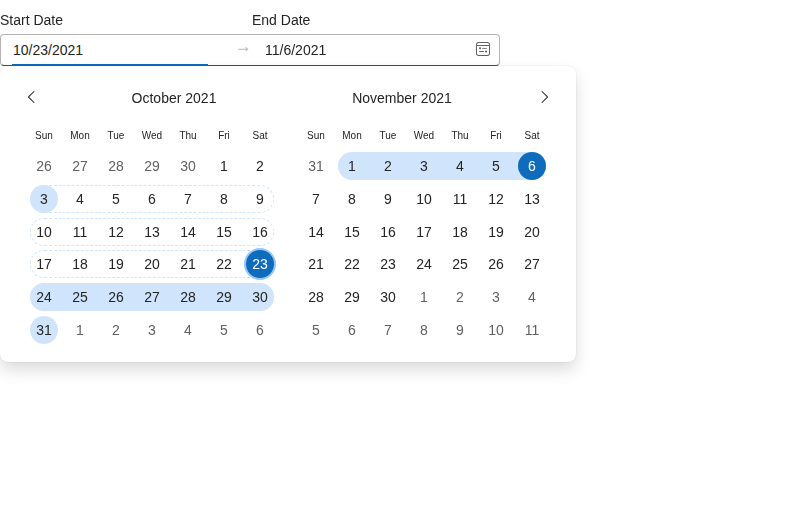 Start Date End Date
10/23/2021 → 11/6/2021
October 2021 November 2021
Sun Mon Tue Wed Thu Fri Sat Sun Mon Tue Wed Thu Fri Sat
26 27 28 29 30 1 2 31 1 2 3 4 5 6
3 4 5 6 7 8 9 7 8 9 10 11 12 13
10 11 12 13 14 15 16 14 15 16 17 18 19 20
17 18 19 20 21 22 23 21 22 23 24 25 26 27
24 25 26 27 28 29 30 28 29 30 1 2 3 4
31 1 2 3 4 5 6 5 6 7 8 9 10 11